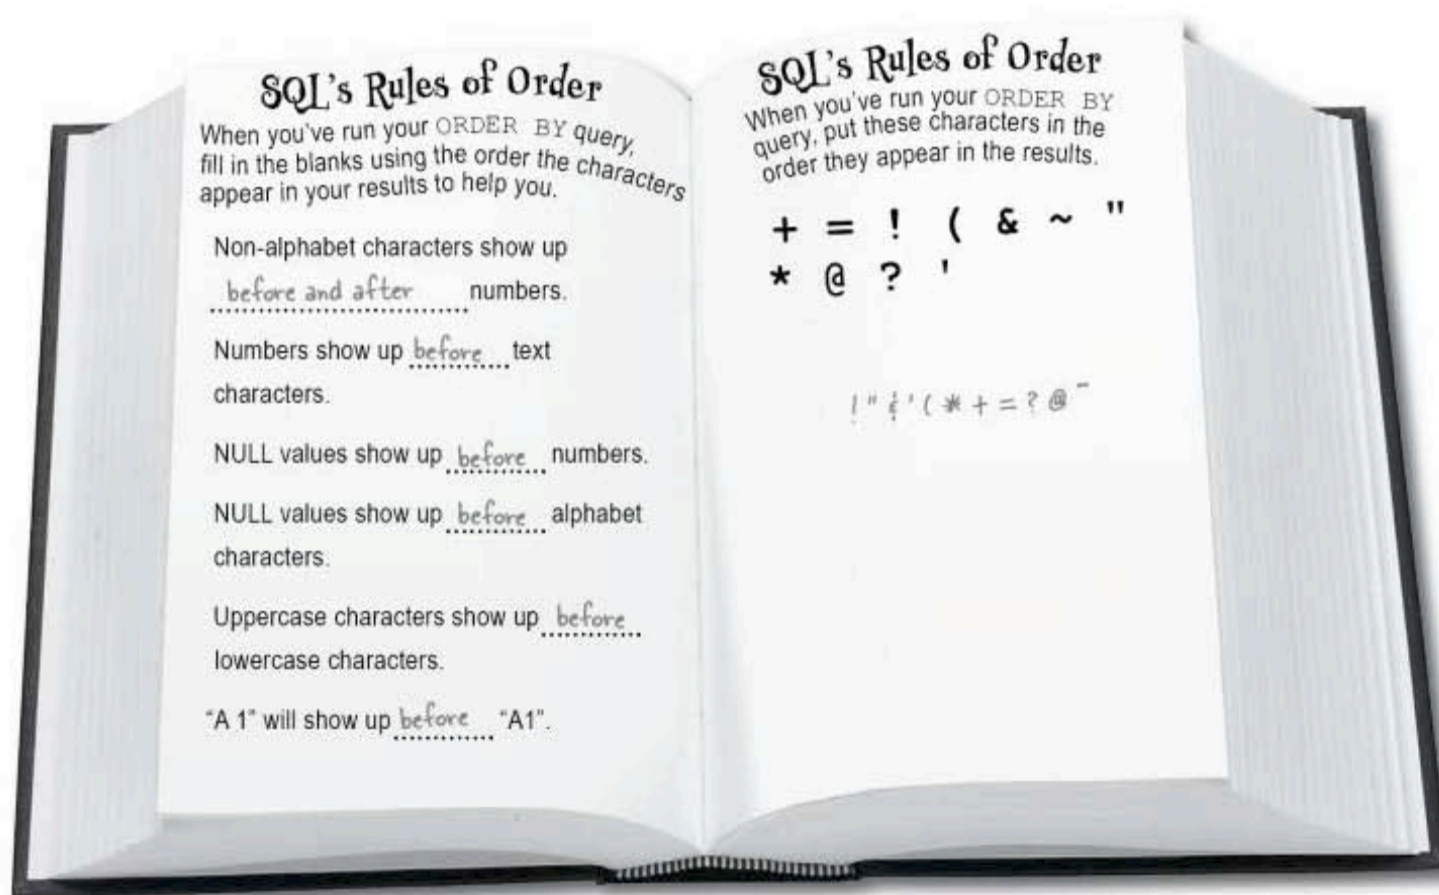 SQL's Rules of Order
When you've run your ORDER BY query,
fill in the blanks using the order the characters
appear in your results to help you.
Non-alphabet characters show up
before and after numbers.
Numbers show up before text
characters.
NULL values show up before numbers.
NULL values show up before alphabet
characters.
Uppercase characters show up before
lowercase characters.
“A 1” will show up before “A1”.
SQL's Rules of Order
When you've run your ORDER BY
query, put these characters in the
order they appear in the results.
+ = ! ( & ~ "
* @ ? '
! " & ' ( * + = ? @ ~